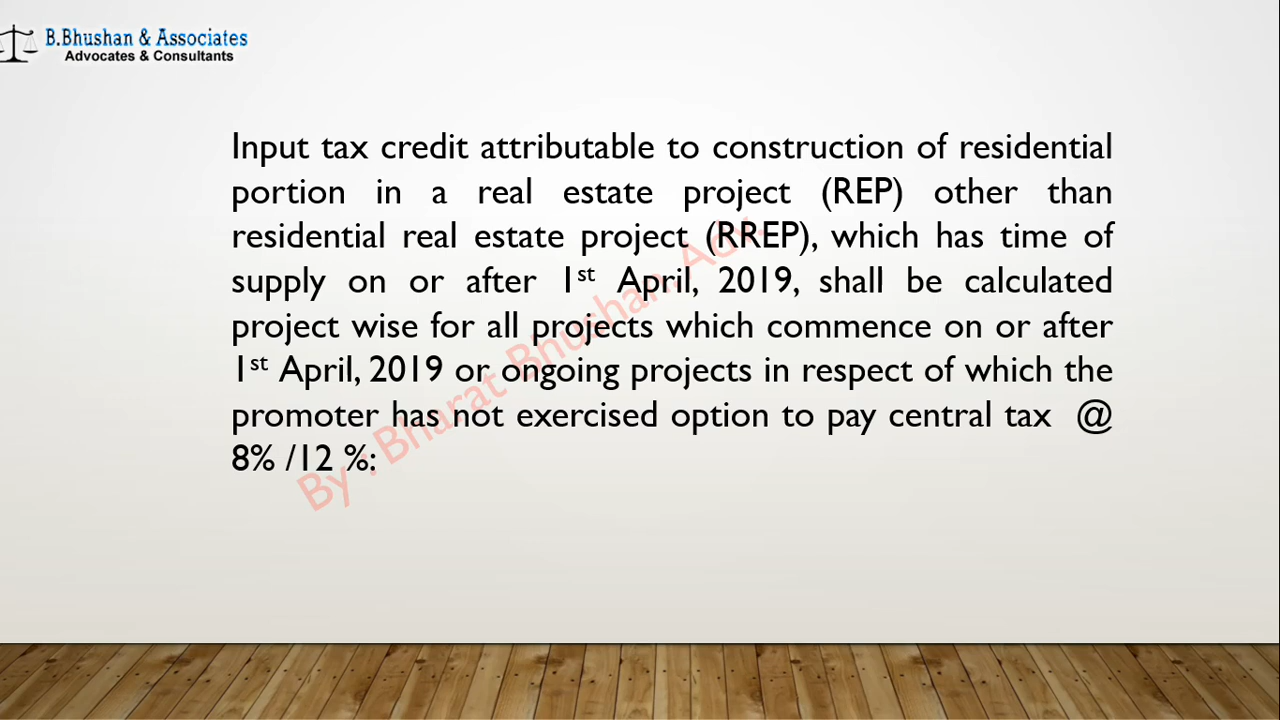 B.Bhushan & Associates
Advocates & Consultants
Input tax credit attributable to construction of residential
portion in a real estate project (REP) other than
residential real estate project (RREP), which has time of
supply on or after 1st April, 2019, shall be calculated
project wise for all projects which commence on or after
1st April, 2019 or ongoing projects in respect of which the
promoter has not exercised option to pay central tax @
8% /12 %:
By : Bharat Bhushan, Adv.